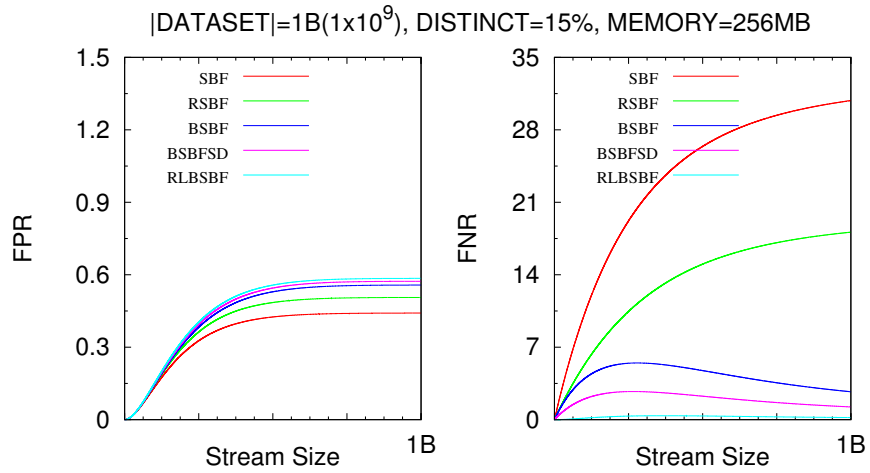 |DATASET|=1B(1x10⁹), DISTINCT=15%, MEMORY=256MB
FPR
1.5
1.2
0.9
0.6
0.3
0
SBF
RSBF
BSBF
BSBFSD
RLBSBF
1B
Stream Size
FNR
35
28
21
14
7
0
SBF
RSBF
BSBF
BSBFSD
RLBSBF
1B
Stream Size